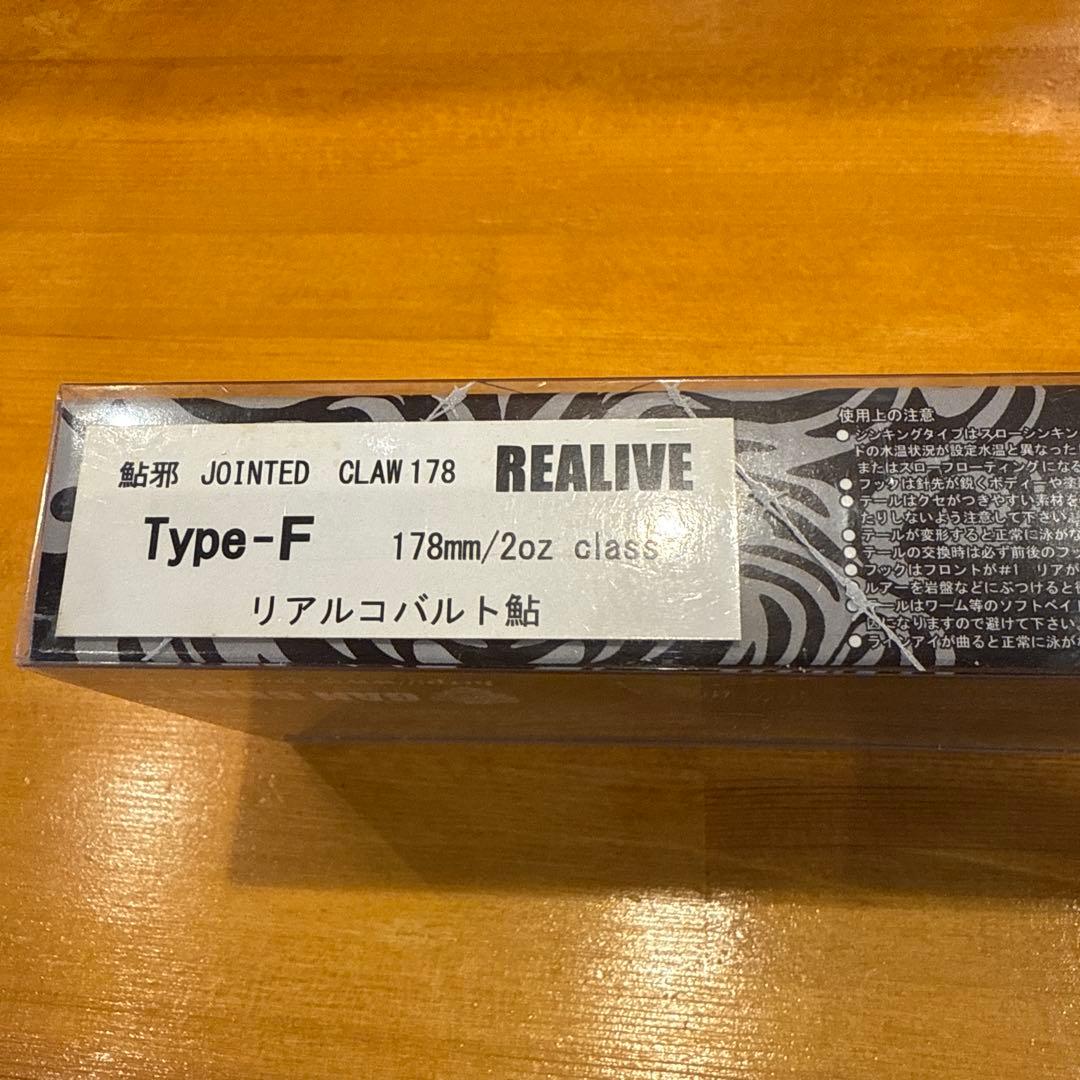 鮎邪 JOINTED CLAW178 REALIVE
Type-F 178mm/2oz class
リアルコバルト鮎
使用上の注意
●シンキングタイプはスローシンキン
ドの水温状況が設定水温と異なった
またはスローフローティングになる
●フックは針先が鋭くボディーや塗
●テールはクセがつきやすい素材を
たりしないよう注意して下さい。
●テールが変形すると正常に泳がな
●テールの交換時は必ず前後のフッ
●フックはフロントが#1 リアが
ルアーを岩盤などにぶつけると
●テールはワーム等のソフトベイト
因になりますので避けて下さい。
●ラインアイが曲ると正常に泳が